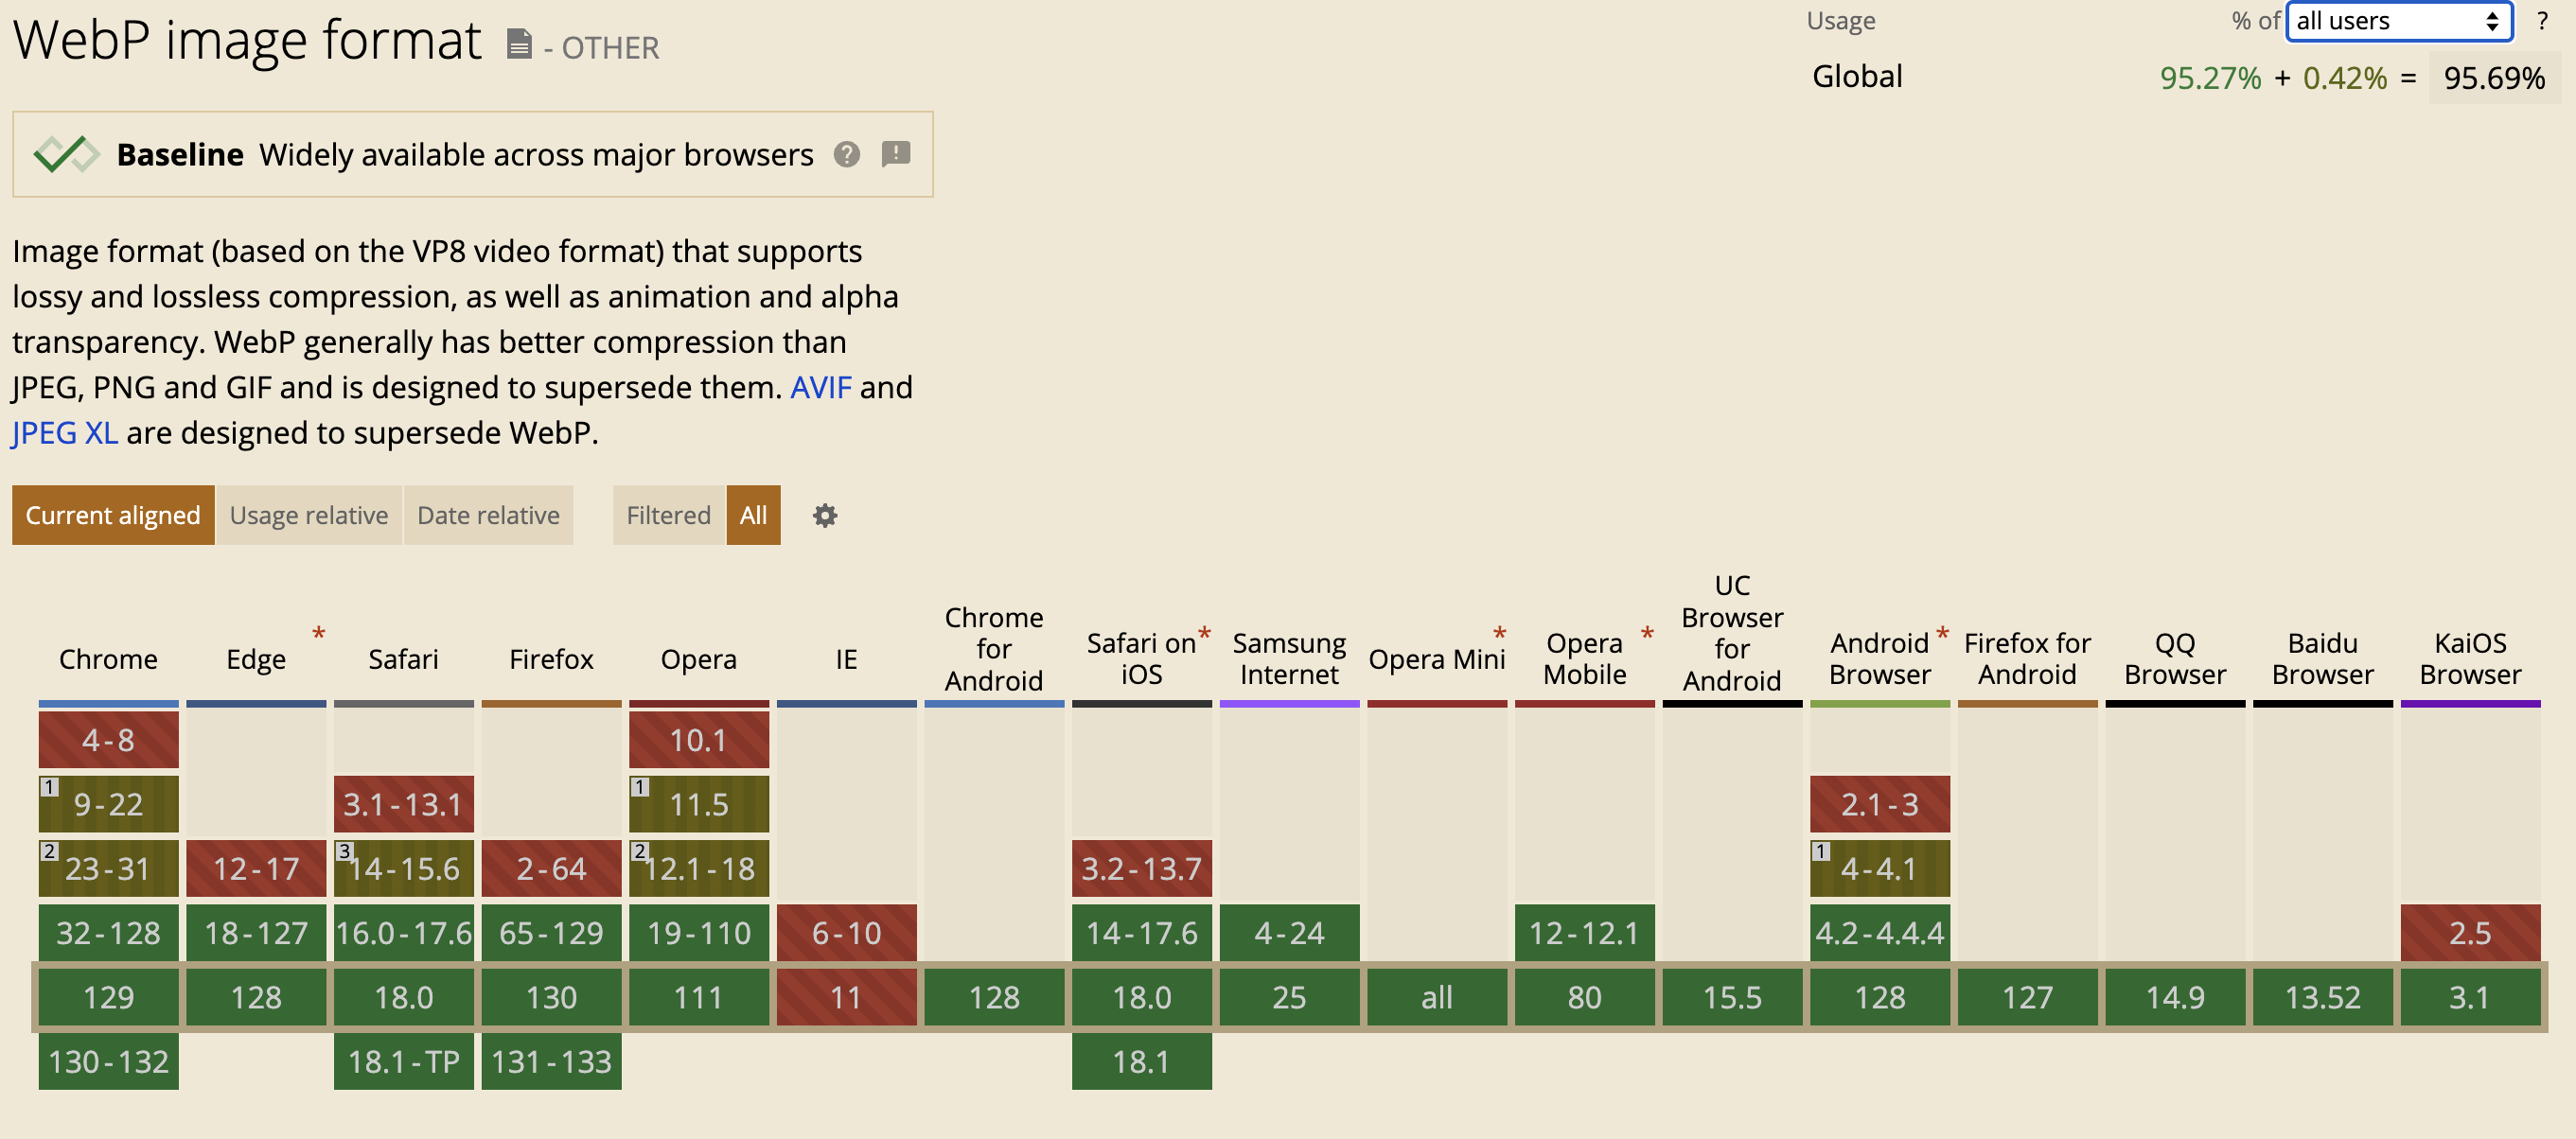 WebP image format - OTHER
Usage % of all users ?
Global 95.27% + 0.42% = 95.69%
Baseline Widely available across major browsers ?
Image format (based on the VP8 video format) that supports
lossy and lossless compression, as well as animation and alpha
transparency. WebP generally has better compression than
JPEG, PNG and GIF and is designed to supersede them. AVIF and
JPEG XL are designed to supersede WebP.
Current aligned Usage relative Date relative Filtered All
Chrome
Edge *
Safari
Firefox
Opera
IE
Chrome
for
Android
Safari on *
iOS
Samsung
Internet
Opera Mini *
Opera *
Mobile
UC
Browser
for
Android
Android *
Browser
Firefox for
Android
QQ
Browser
Baidu
Browser
KaiOS
Browser
4-8 10.1
1 9-22 3.1-13.1 1 11.5 2.1-3
2 23-31 12-17 3 14-15.6 2-64 2 12.1-18 3.2-13.7 1 4-4.1
32-128 18-127 16.0-17.6 65-129 19-110 6-10 14-17.6 4-24 12-12.1 4.2-4.4.4 2.5
129 128 18.0 130 111 11 128 18.0 25 all 80 15.5 128 127 14.9 13.52 3.1
130-132 18.1-TP 131-133 18.1